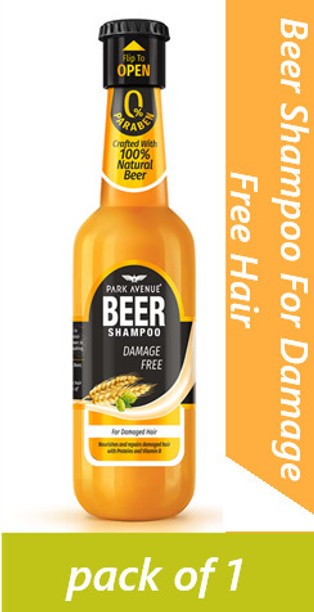 Flip To
OPEN
0%
PARABEN
Crafted With
100%
Natural
Beer
PARK AVENUE
BEER
SHAMPOO
DAMAGE
FREE
For Damaged Hair
Nourishes and repairs damaged hair
with Proteins and Vitamin B
Beer Shampoo For Damage
Free Hair
pack of 1